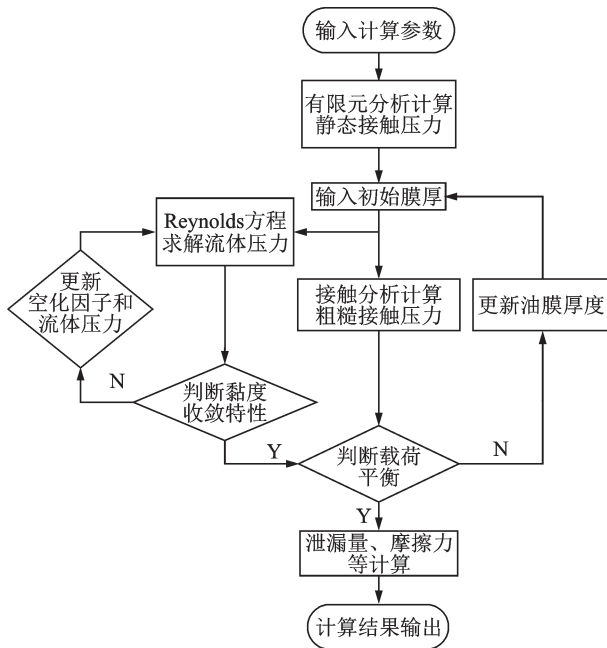 输入计算参数
有限元分析计算
静态接触压力
输入初始膜厚
Reynolds方程
求解流体压力
更新
空化因子和
流体压力
接触分析计算
粗糙接触压力
更新油膜厚度
N
判断黏度
收敛特性
Y
判断载荷
平衡
N
Y
泄漏量、摩擦力
等计算
计算结果输出